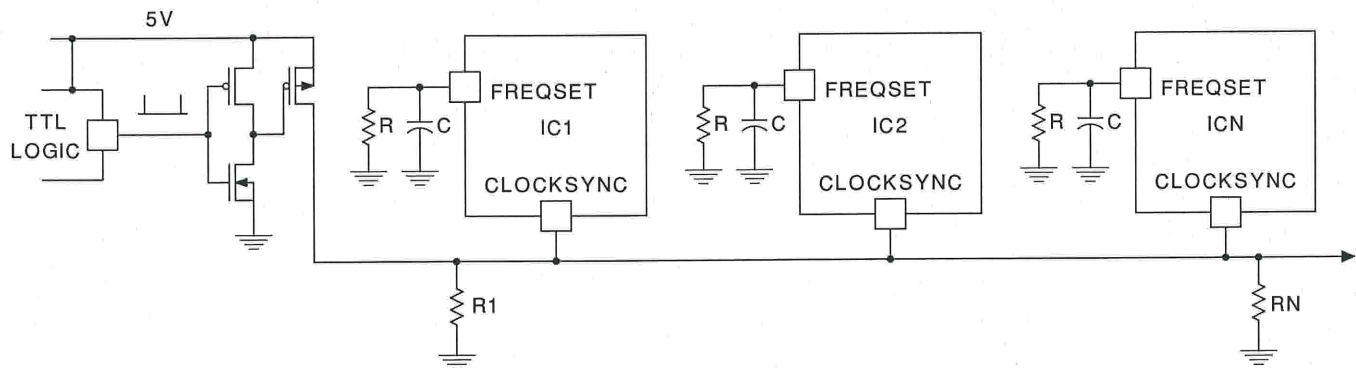 5V
TTL
LOGIC
R
C
FREQSET
IC1
CLOCKSYNC
R
C
FREQSET
IC2
CLOCKSYNC
R
C
FREQSET
ICN
CLOCKSYNC
R1
RN